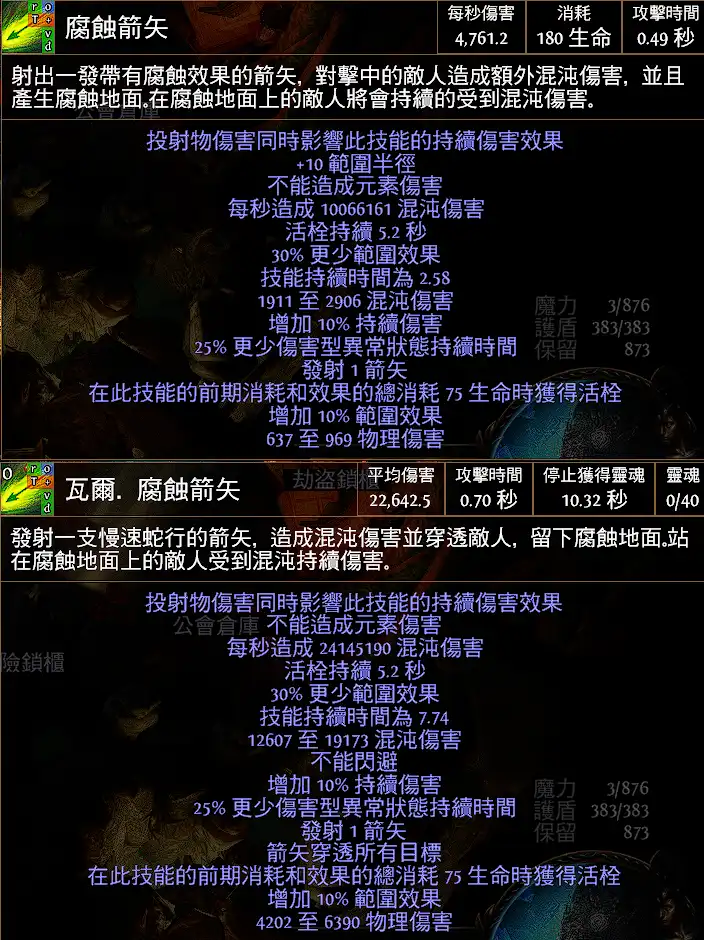 腐蝕箭矢
每秒傷害 消耗 攻擊時間
4,761.2 180 生命 0.49 秒
射出一發帶有腐蝕效果的箭矢, 對擊中的敵人造成額外混沌傷害, 並且
產生腐蝕地面.在腐蝕地面上的敵人將會持續的受到混沌傷害.
公會倉庫
投射物傷害同時影響此技能的持續傷害效果
+10 範圍半徑
不能造成元素傷害
每秒造成 10066161 混沌傷害
活栓持續 5.2 秒
30% 更少範圍效果
技能持續時間為 2.58
1911 至 2906 混沌傷害
魔力 3/876
增加 10% 持續傷害
護盾 383/383
25% 更少傷害型異常狀態持續時間
保留 873
發射 1 箭矢
在此技能的前期消耗和效果的總消耗 75 生命時獲得活栓
增加 10% 範圍效果
637 至 969 物理傷害
0
瓦爾. 腐蝕箭矢
劫盜鎖櫃
平均傷害 攻擊時間 停止獲得靈魂 靈魂
22,642.5 0.70 秒 10.32 秒 0/40
發射一支慢速蛇行的箭矢, 造成混沌傷害並穿透敵人, 留下腐蝕地面.站
在腐蝕地面上的敵人受到混沌持續傷害.
投射物傷害同時影響此技能的持續傷害效果
公會倉庫
不能造成元素傷害
每秒造成 24145190 混沌傷害
險鎖櫃
活栓持續 5.2 秒
30% 更少範圍效果
技能持續時間為 7.74
12607 至 19173 混沌傷害
不能閃避
增加 10% 持續傷害
魔力 3/876
25% 更少傷害型異常狀態持續時間
護盾 383/383
發射 1 箭矢
保留 873
箭矢穿透所有目標
在此技能的前期消耗和效果的總消耗 75 生命時獲得活栓
增加 10% 範圍效果
4202 至 6390 物理傷害